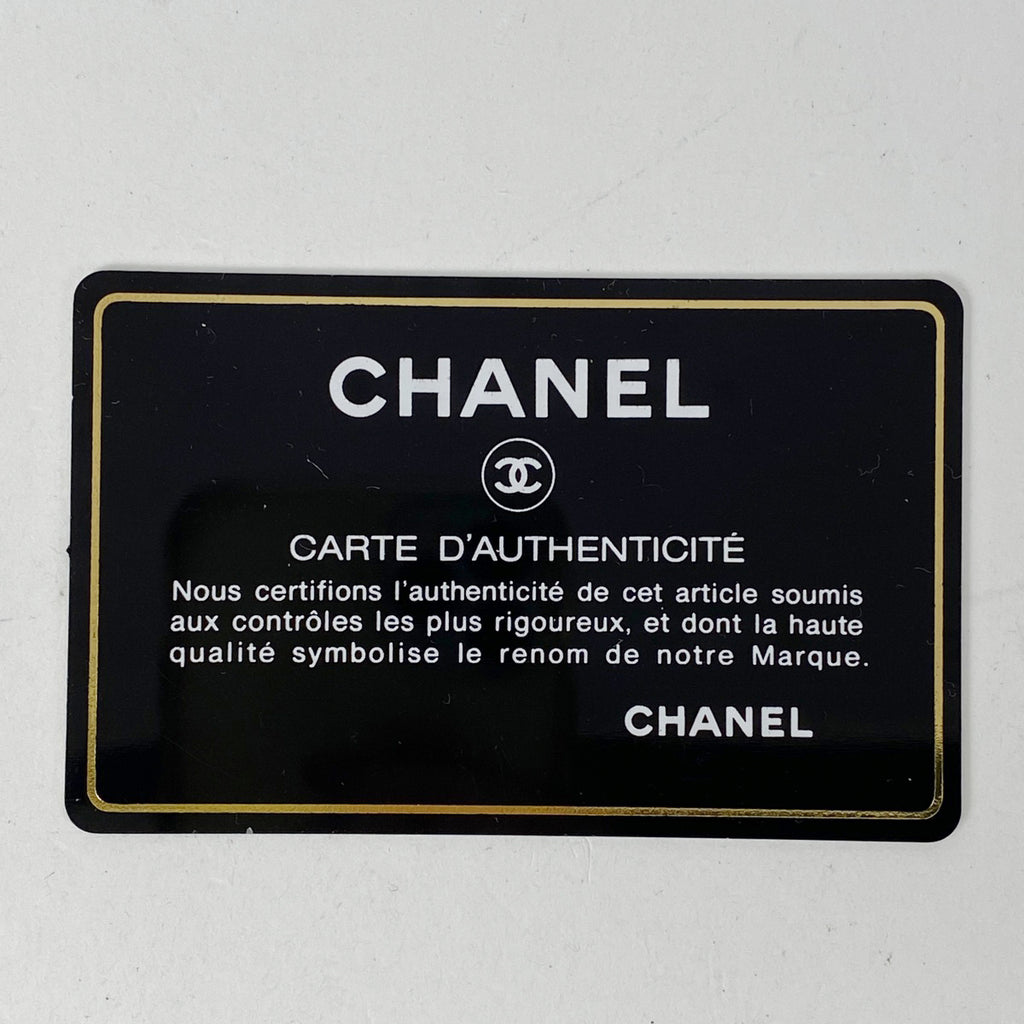 CHANEL
CARTE D'AUTHENTICITÉ
Nous certifions l'authenticité de cet article soumis
aux contrôles les plus rigoureux, et dont la haute
qualité symbolise le renom de notre Marque.
CHANEL